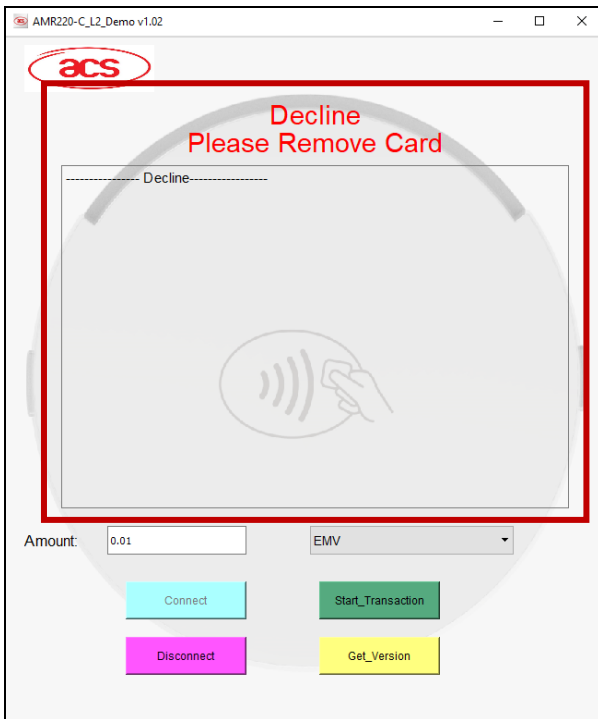 AMR220-C_L2_Demo v1.02
acs
Decline
Please Remove Card
---------------- Decline-----------------
Amount:
0.01
EMV
Connect
Start_Transaction
Disconnect
Get_Version